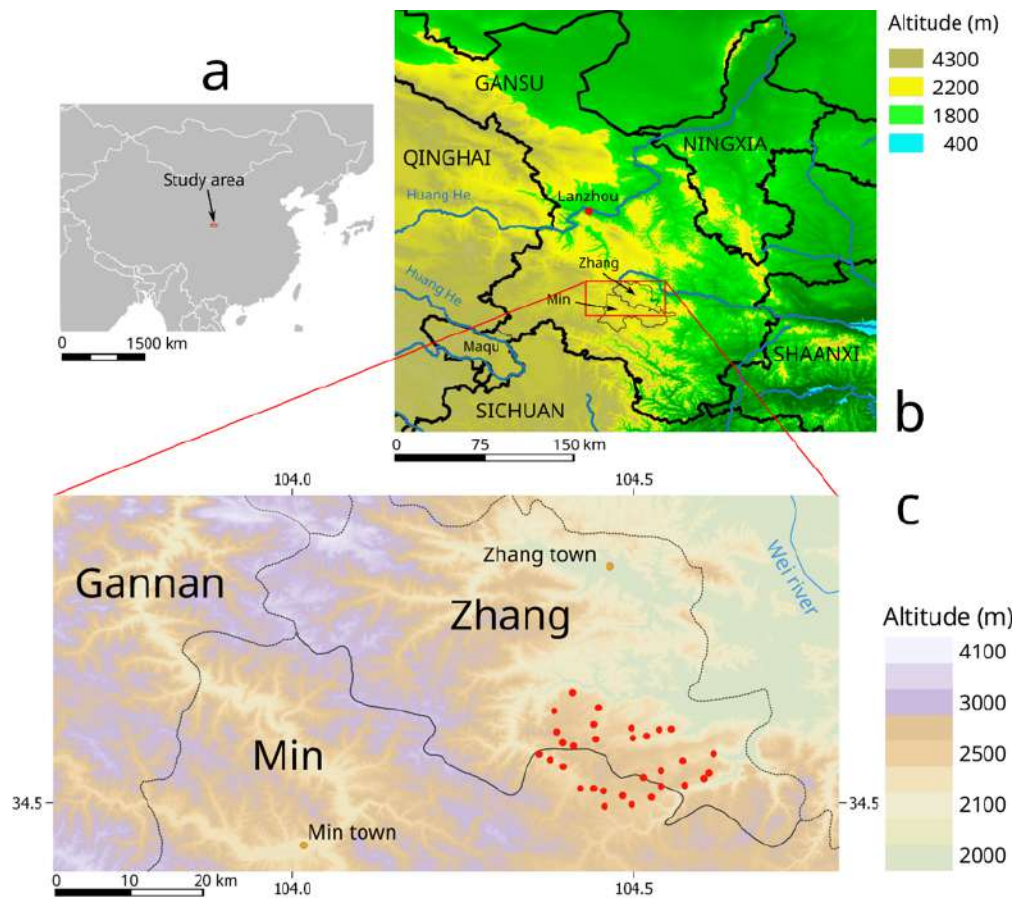 a
Study area
0 1500 km
Altitude (m)
4300
2200
1800
400
GANSU
QINGHAI
NINGXIA
Huang He
Lanzhou
Zhang
Huang He
Min
Maqu
SHAANXI
SICHUAN
b
0 75 150 km
104.0 104.5
c
Zhang town
Wei river
Gannan
Zhang
Altitude (m)
4100
3000
2500
2100
2000
Min
34.5 34.5
Min town
0 10 20 km
104.0 104.5